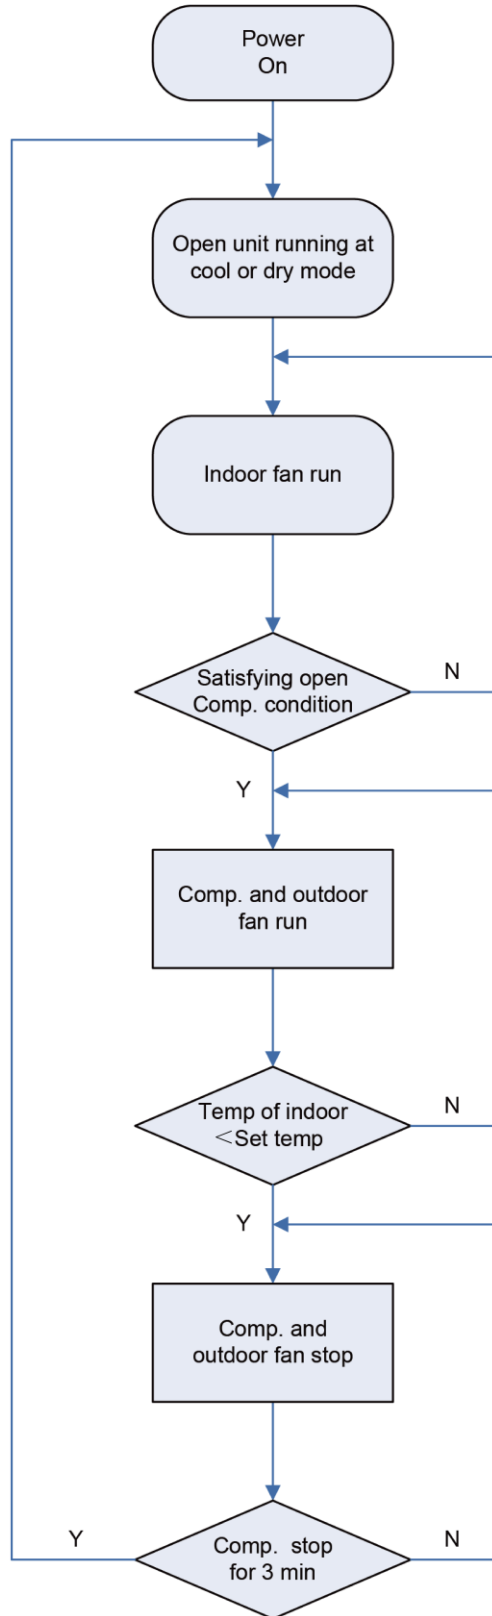 Power
On
Open unit running at
cool or dry mode
Indoor fan run
Satisfying open
Comp. condition
N
Y
Comp. and outdoor
fan run
Temp of indoor
<Set temp
N
Y
Comp. and
outdoor fan stop
Y
Comp. stop
for 3 min
N